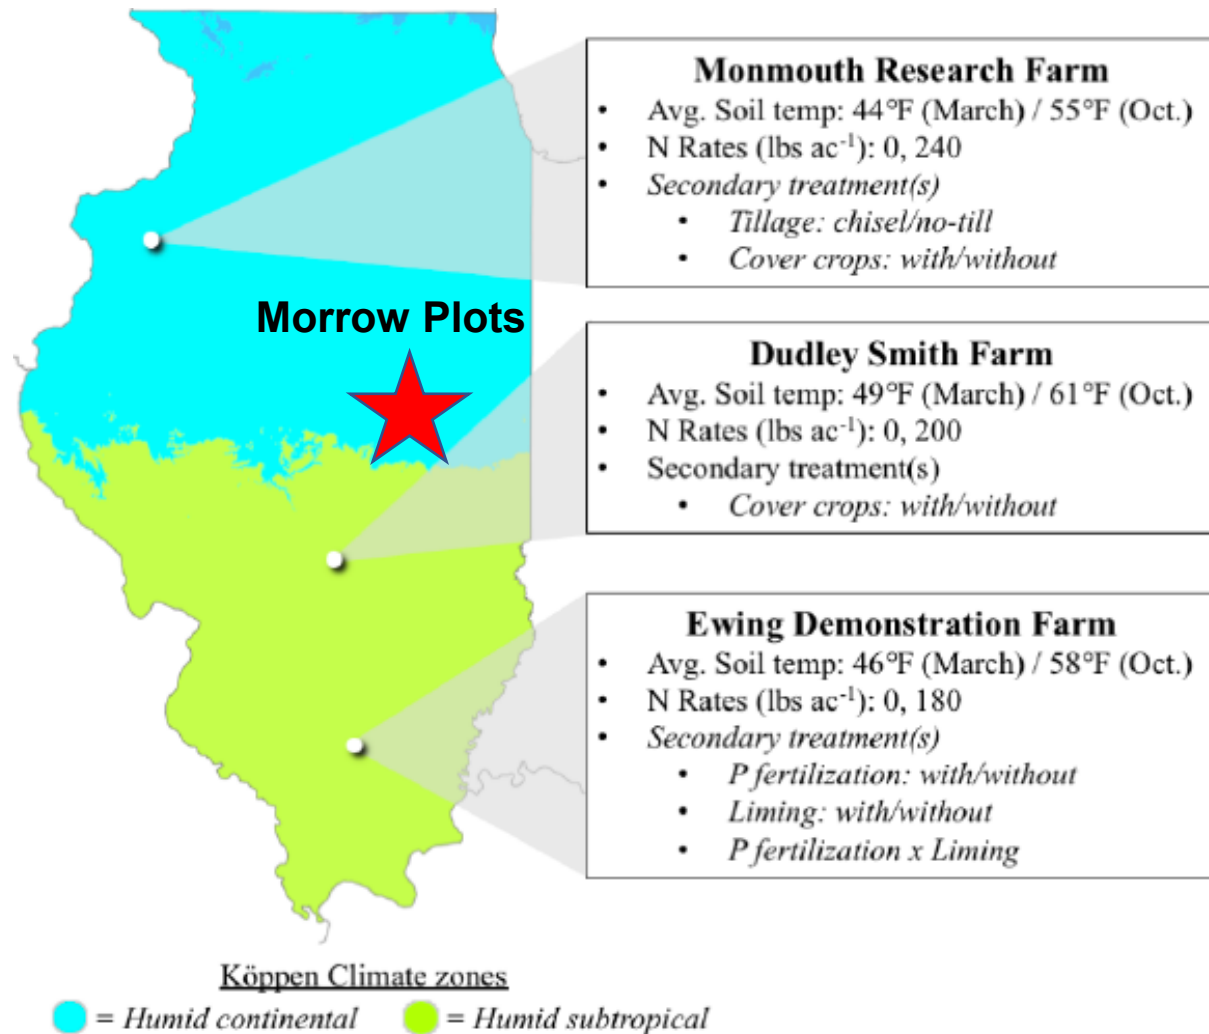 Monmouth Research Farm
• Avg. Soil temp: 44°F (March) / 55°F (Oct.)
• N Rates (lbs ac⁻¹): 0, 240
• Secondary treatment(s)
• Tillage: chisel/no-till
• Cover crops: with/without
Morrow Plots
Dudley Smith Farm
• Avg. Soil temp: 49°F (March) / 61°F (Oct.)
• N Rates (lbs ac⁻¹): 0, 200
• Secondary treatment(s)
• Cover crops: with/without
Ewing Demonstration Farm
• Avg. Soil temp: 46°F (March) / 58°F (Oct.)
• N Rates (lbs ac⁻¹): 0, 180
• Secondary treatment(s)
• P fertilization: with/without
• Liming: with/without
• P fertilization x Liming
Köppen Climate zones
= Humid continental = Humid subtropical